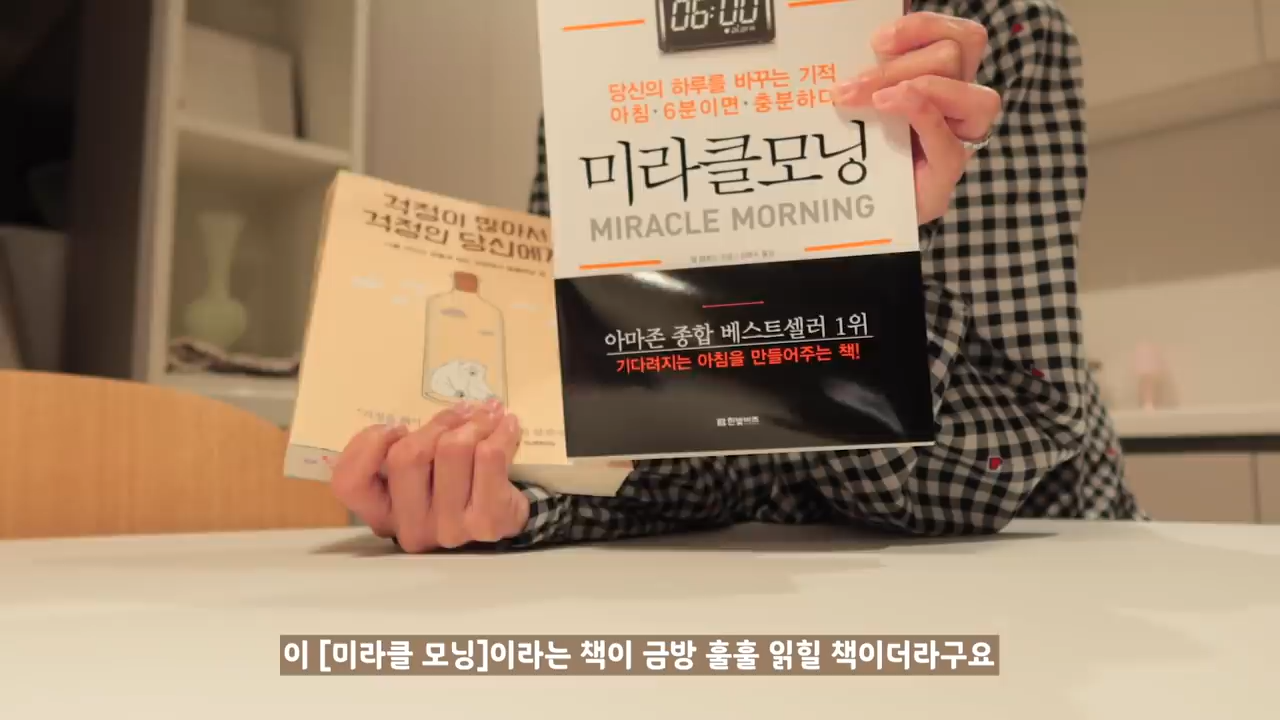 06:00
alarm
당신의 하루를 바꾸는 기적
아침·6분이면·충분하다
미라클모닝
MIRACLE MORNING
아마존 종합 베스트셀러 1위
기다려지는 아침을 만들어주는 책!
한빛비즈
걱정이 많아서
걱정인 당신에게
이 [미라클 모닝]이라는 책이 금방 훌훌 읽힐 책이더라구요